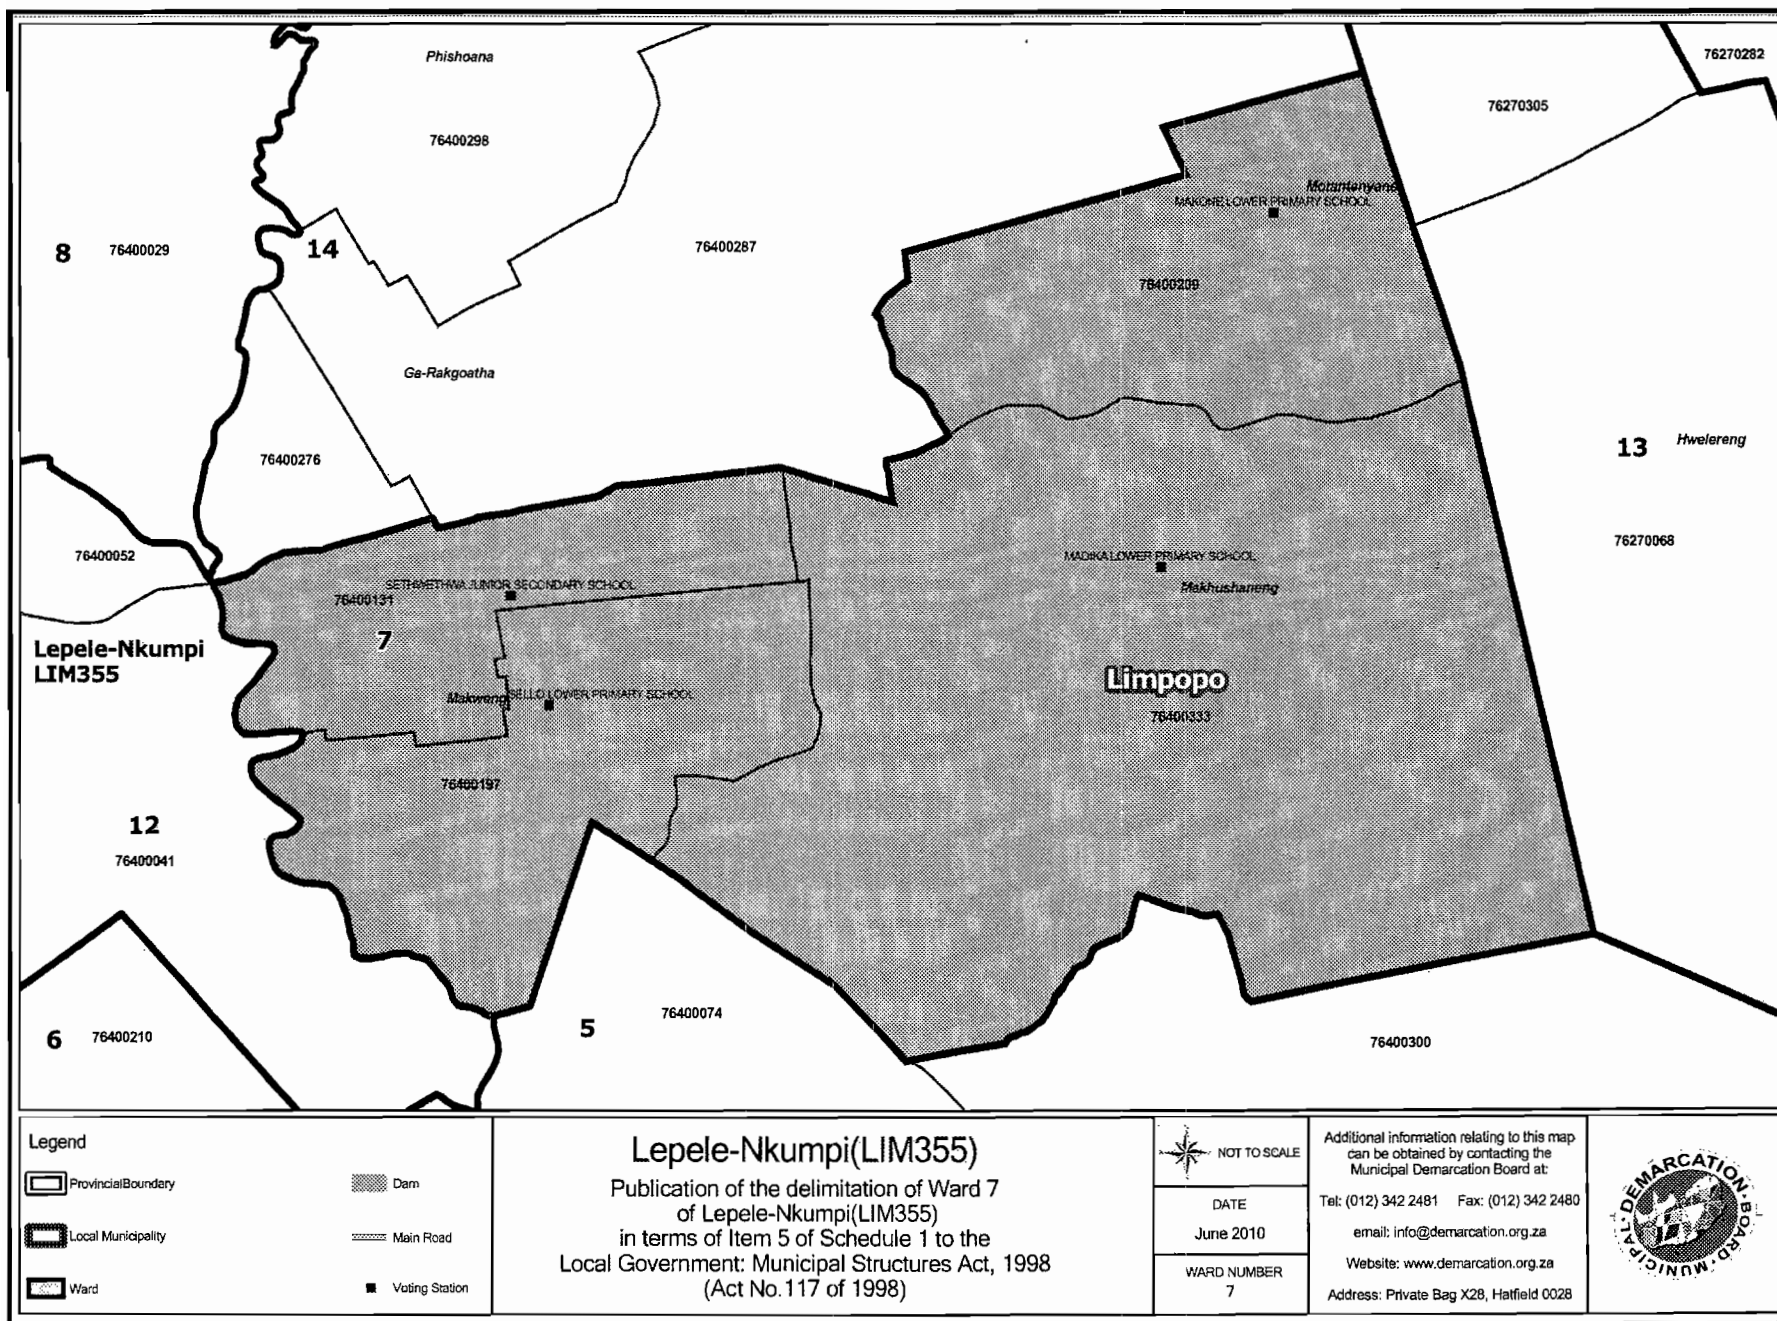 Phishoana
76400298
76270282
76270305
Motantanyane
MAKONE LOWER PRIMARY SCHOOL
8
76400029
14
76400287
76400209
Ga-Rakgoatha
76400276
13
Hwelereng
76400052
76270068
MADIKA LOWER PRIMARY SCHOOL
Makhushaneng
SETHWETHWA JUNIOR SECONDARY SCHOOL
76400131
7
Lepele-Nkumpi
LIM355
Makweng
SELLO LOWER PRIMARY SCHOOL
Limpopo
76400333
76400197
12
76400041
6
76400210
5
76400074
76400300
Legend
ProvincialBoundary
Local Municipality
Ward
Dam
Main Road
Voting Station
Lepele-Nkumpi(LIM355)
Publication of the delimitation of Ward 7
of Lepele-Nkumpi(LIM355)
in terms of Item 5 of Schedule 1 to the
Local Government: Municipal Structures Act, 1998
(Act No.117 of 1998)
NOT TO SCALE
DATE
June 2010
WARD NUMBER
7
Additional information relating to this map
can be obtained by contacting the
Municipal Demarcation Board at:
Tel: (012) 342 2481 Fax: (012) 342 2480
email: info@demarcation.org.za
Website: www.demarcation.org.za
Address: Private Bag X28, Hatfield 0028
MUNICIPAL DEMARCATION BOARD